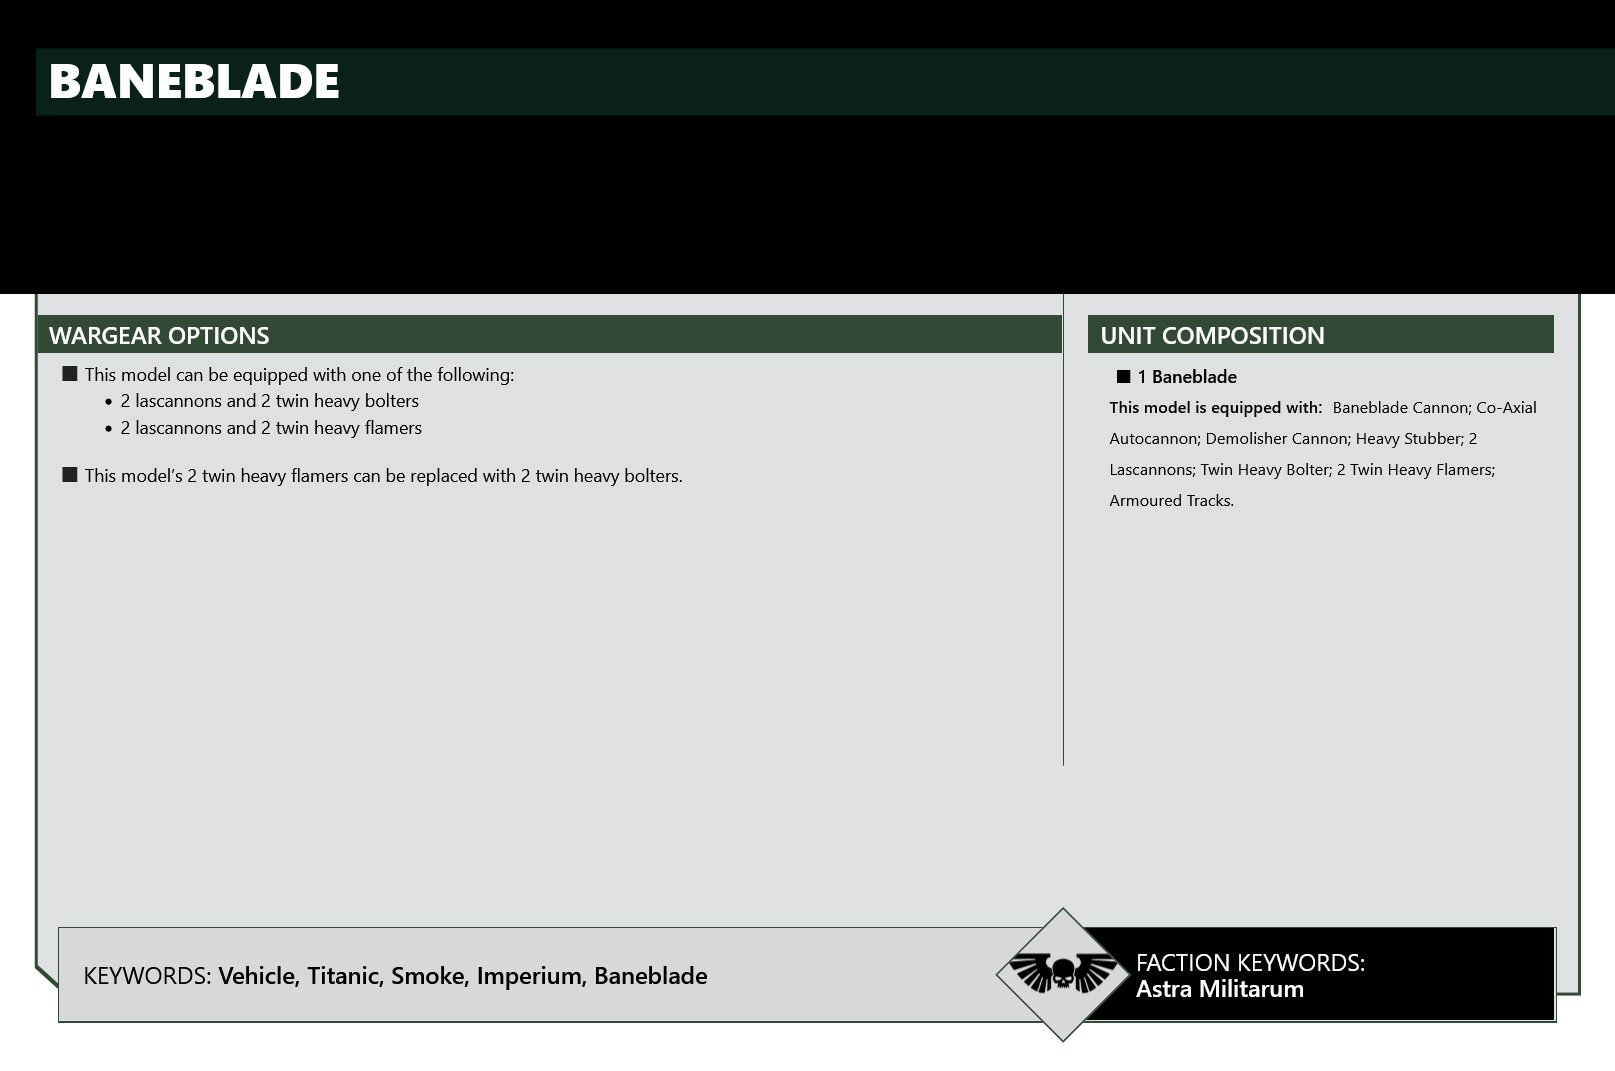 BANEBLADE
WARGEAR OPTIONS
■ This model can be equipped with one of the following:
• 2 lascannons and 2 twin heavy bolters
• 2 lascannons and 2 twin heavy flamers
■ This model’s 2 twin heavy flamers can be replaced with 2 twin heavy bolters.
UNIT COMPOSITION
■ 1 Baneblade
This model is equipped with: Baneblade Cannon; Co-Axial
Autocannon; Demolisher Cannon; Heavy Stubber; 2
Lascannons; Twin Heavy Bolter; 2 Twin Heavy Flamers;
Armoured Tracks.
KEYWORDS: Vehicle, Titanic, Smoke, Imperium, Baneblade
FACTION KEYWORDS:
Astra Militarum